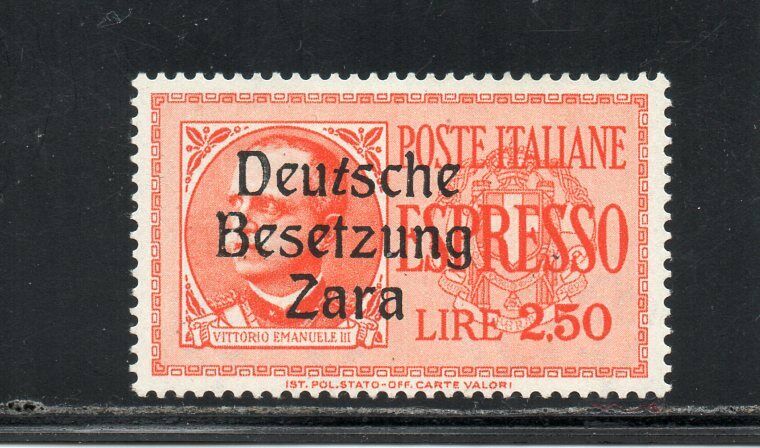 POSTE ITALIANE
Deutsche
Besetzung
Zara
ESPRESSO
LIRE 2,50
VITTORIO EMANUELE III
IST. POL. STATO-OFF. CARTE VALORI